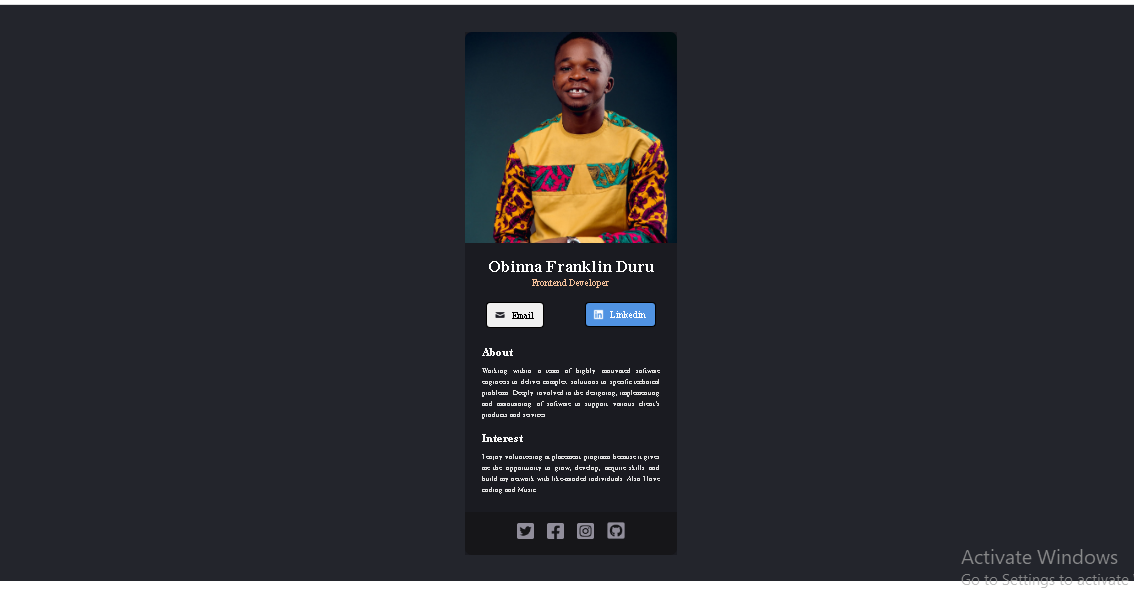 Obinna Franklin Duru
Frontend Developer
Email
Linkedin
About
Working within a team of highly motivated software
engineers to deliver complex solutions to specific technical
problems. Deeply involved in the designing, implementing
and monitoring of software to support various client's
products and services.
Interest
I enjoy volunteering at placement programs because it gives
me the opportunity to grow, develop, acquire skills and
build my network with like-minded individuals. Also I love
coding and Music.
Activate Windows
Go to Settings to activate